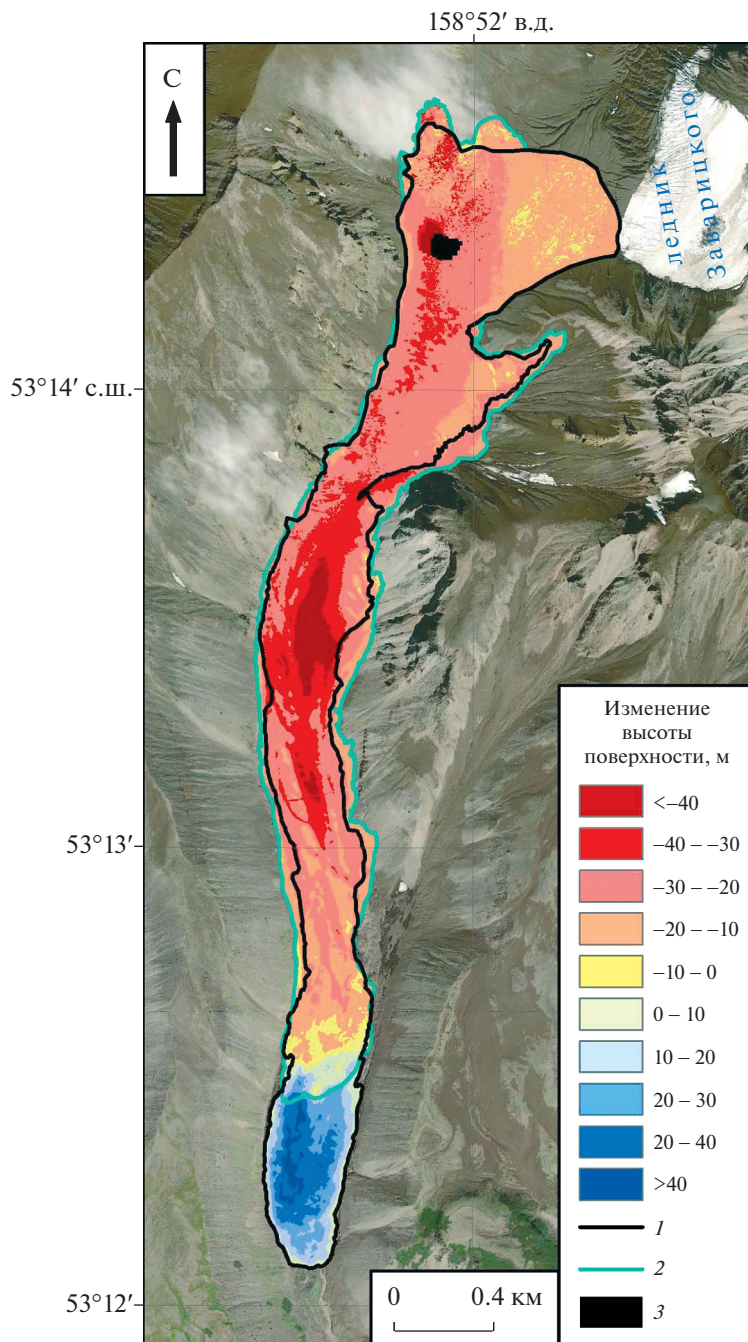 158°52′ в.д.
С
ледник
Заварицкого
53°14′ с.ш.
53°13′
53°12′
Изменение
высоты
поверхности, м
<–40
–40 – –30
–30 – –20
–20 – –10
–10 – 0
0 – 10
10 – 20
20 – 30
20 – 40
>40
1
2
3
0 0.4 км